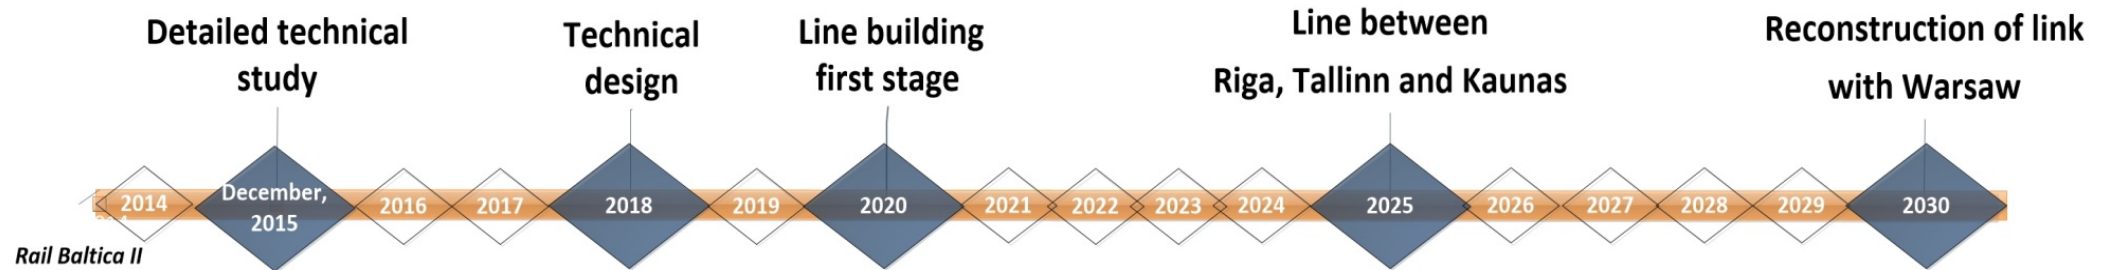 Detailed technical
study
Technical
design
Line building
first stage
Line between
Riga, Tallinn and Kaunas
Reconstruction of link
with Warsaw
2014
December,
2015
2016
2017
2018
2019
2020
2021
2022
2023
2024
2025
2026
2027
2028
2029
2030
Rail Baltica II